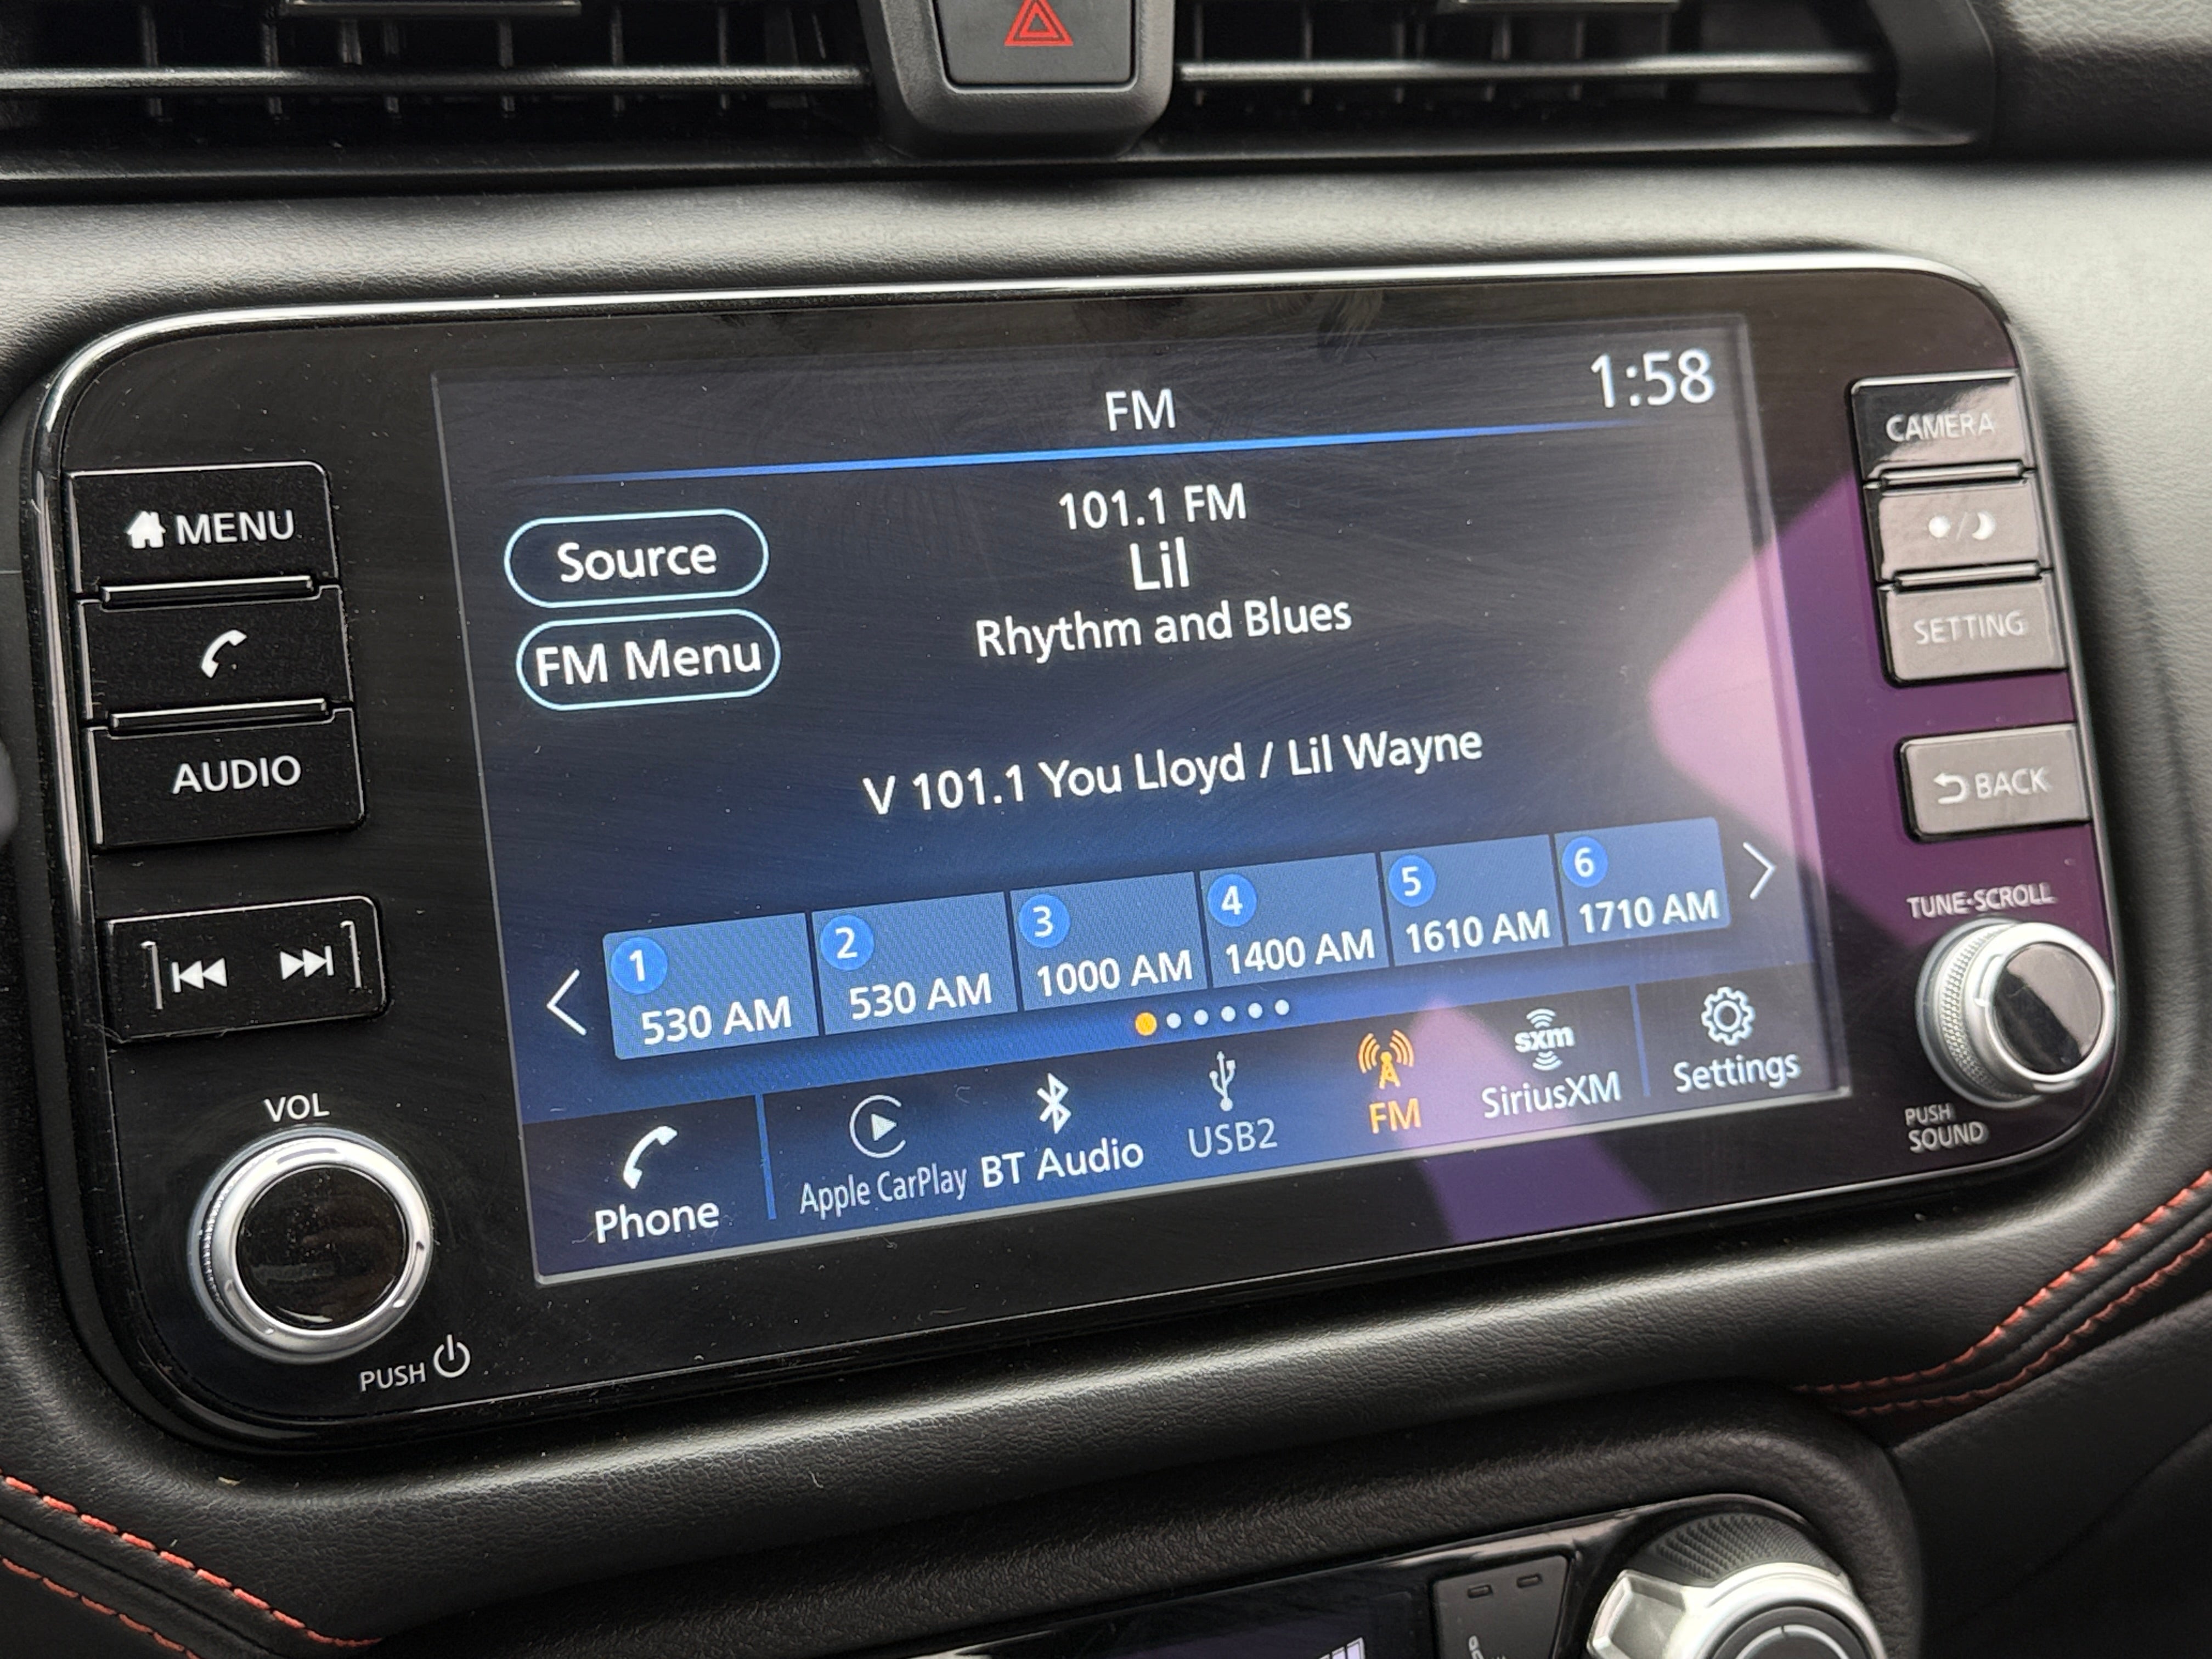 FM
1:58
101.1 FM
Lil
Rhythm and Blues
Source
FM Menu
V 101.1 You Lloyd / Lil Wayne
1
530 AM
2
530 AM
3
1000 AM
4
1400 AM
5
1610 AM
6
1710 AM
Phone
Apple CarPlay
BT Audio
USB2
FM
sxm
SiriusXM
Settings
MENU
AUDIO
VOL
PUSH
CAMERA
SETTING
BACK
TUNE·SCROLL
PUSH
SOUND